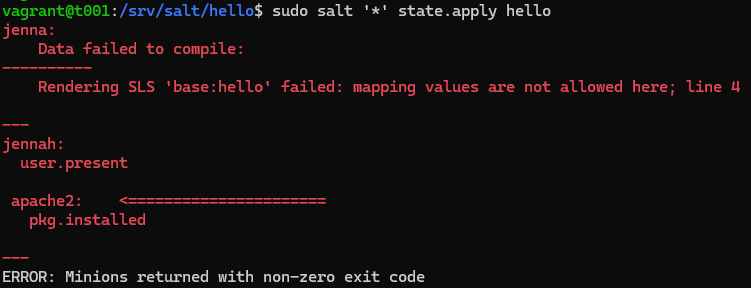 vagrant@t001:/srv/salt/hello$ sudo salt '*' state.apply hello
jenna:
    Data failed to compile:
----------
    Rendering SLS 'base:hello' failed: mapping values are not allowed here; line 4

---
jennah:
  user.present

 apache2:    <======================
   pkg.installed

---
ERROR: Minions returned with non-zero exit code